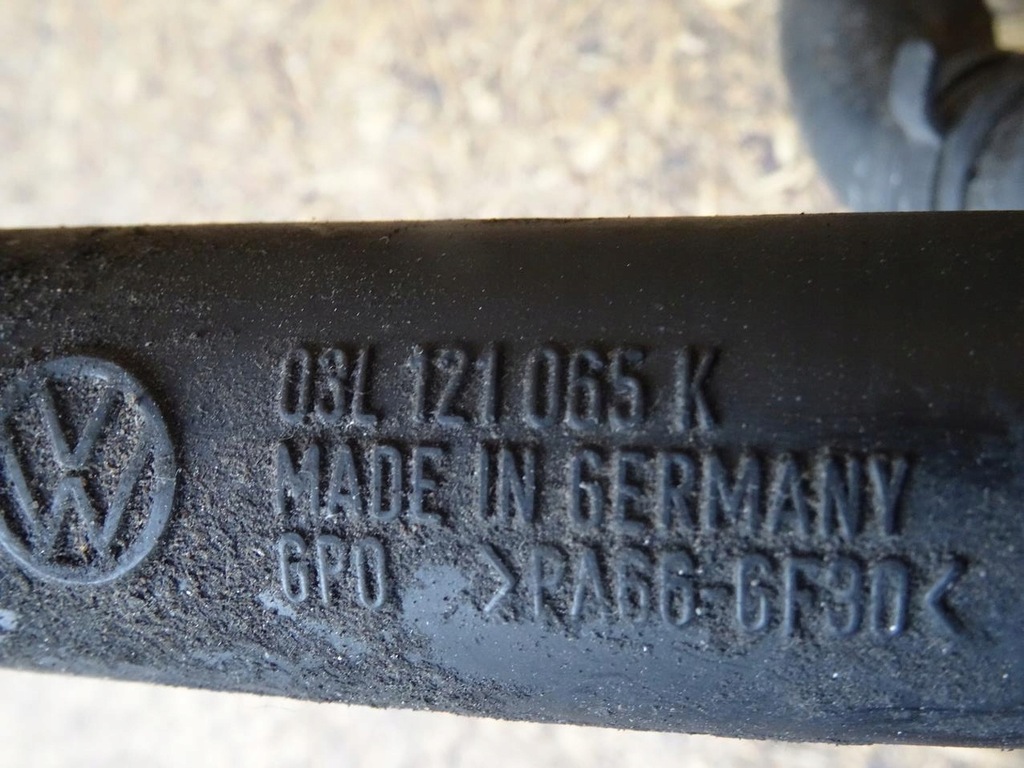 03L 121 065 K
MADE IN GERMANY
GPO >PA66-GF30<